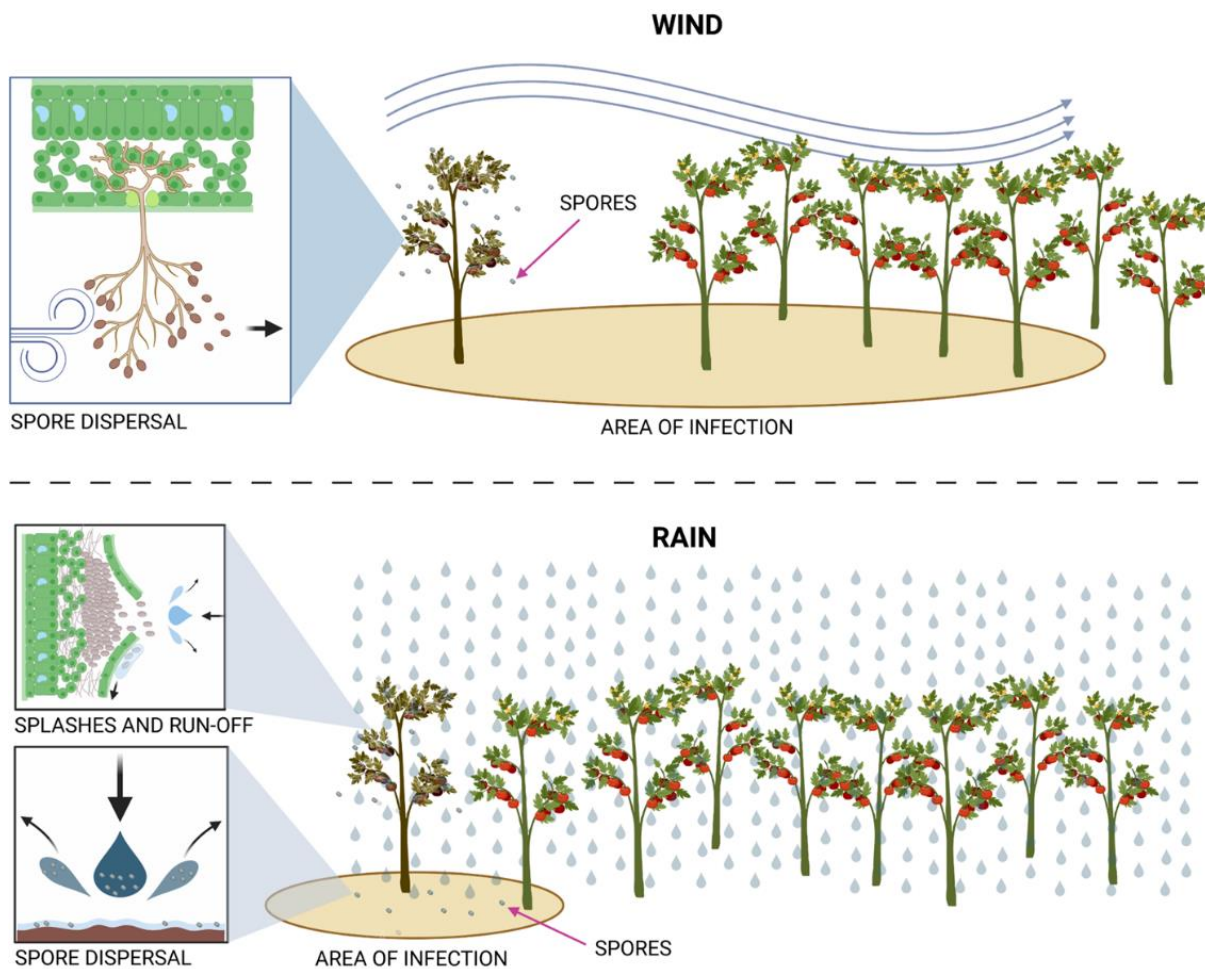 WIND
SPORES
SPORE DISPERSAL
AREA OF INFECTION
RAIN
SPLASHES AND RUN-OFF
SPORE DISPERSAL
AREA OF INFECTION
SPORES